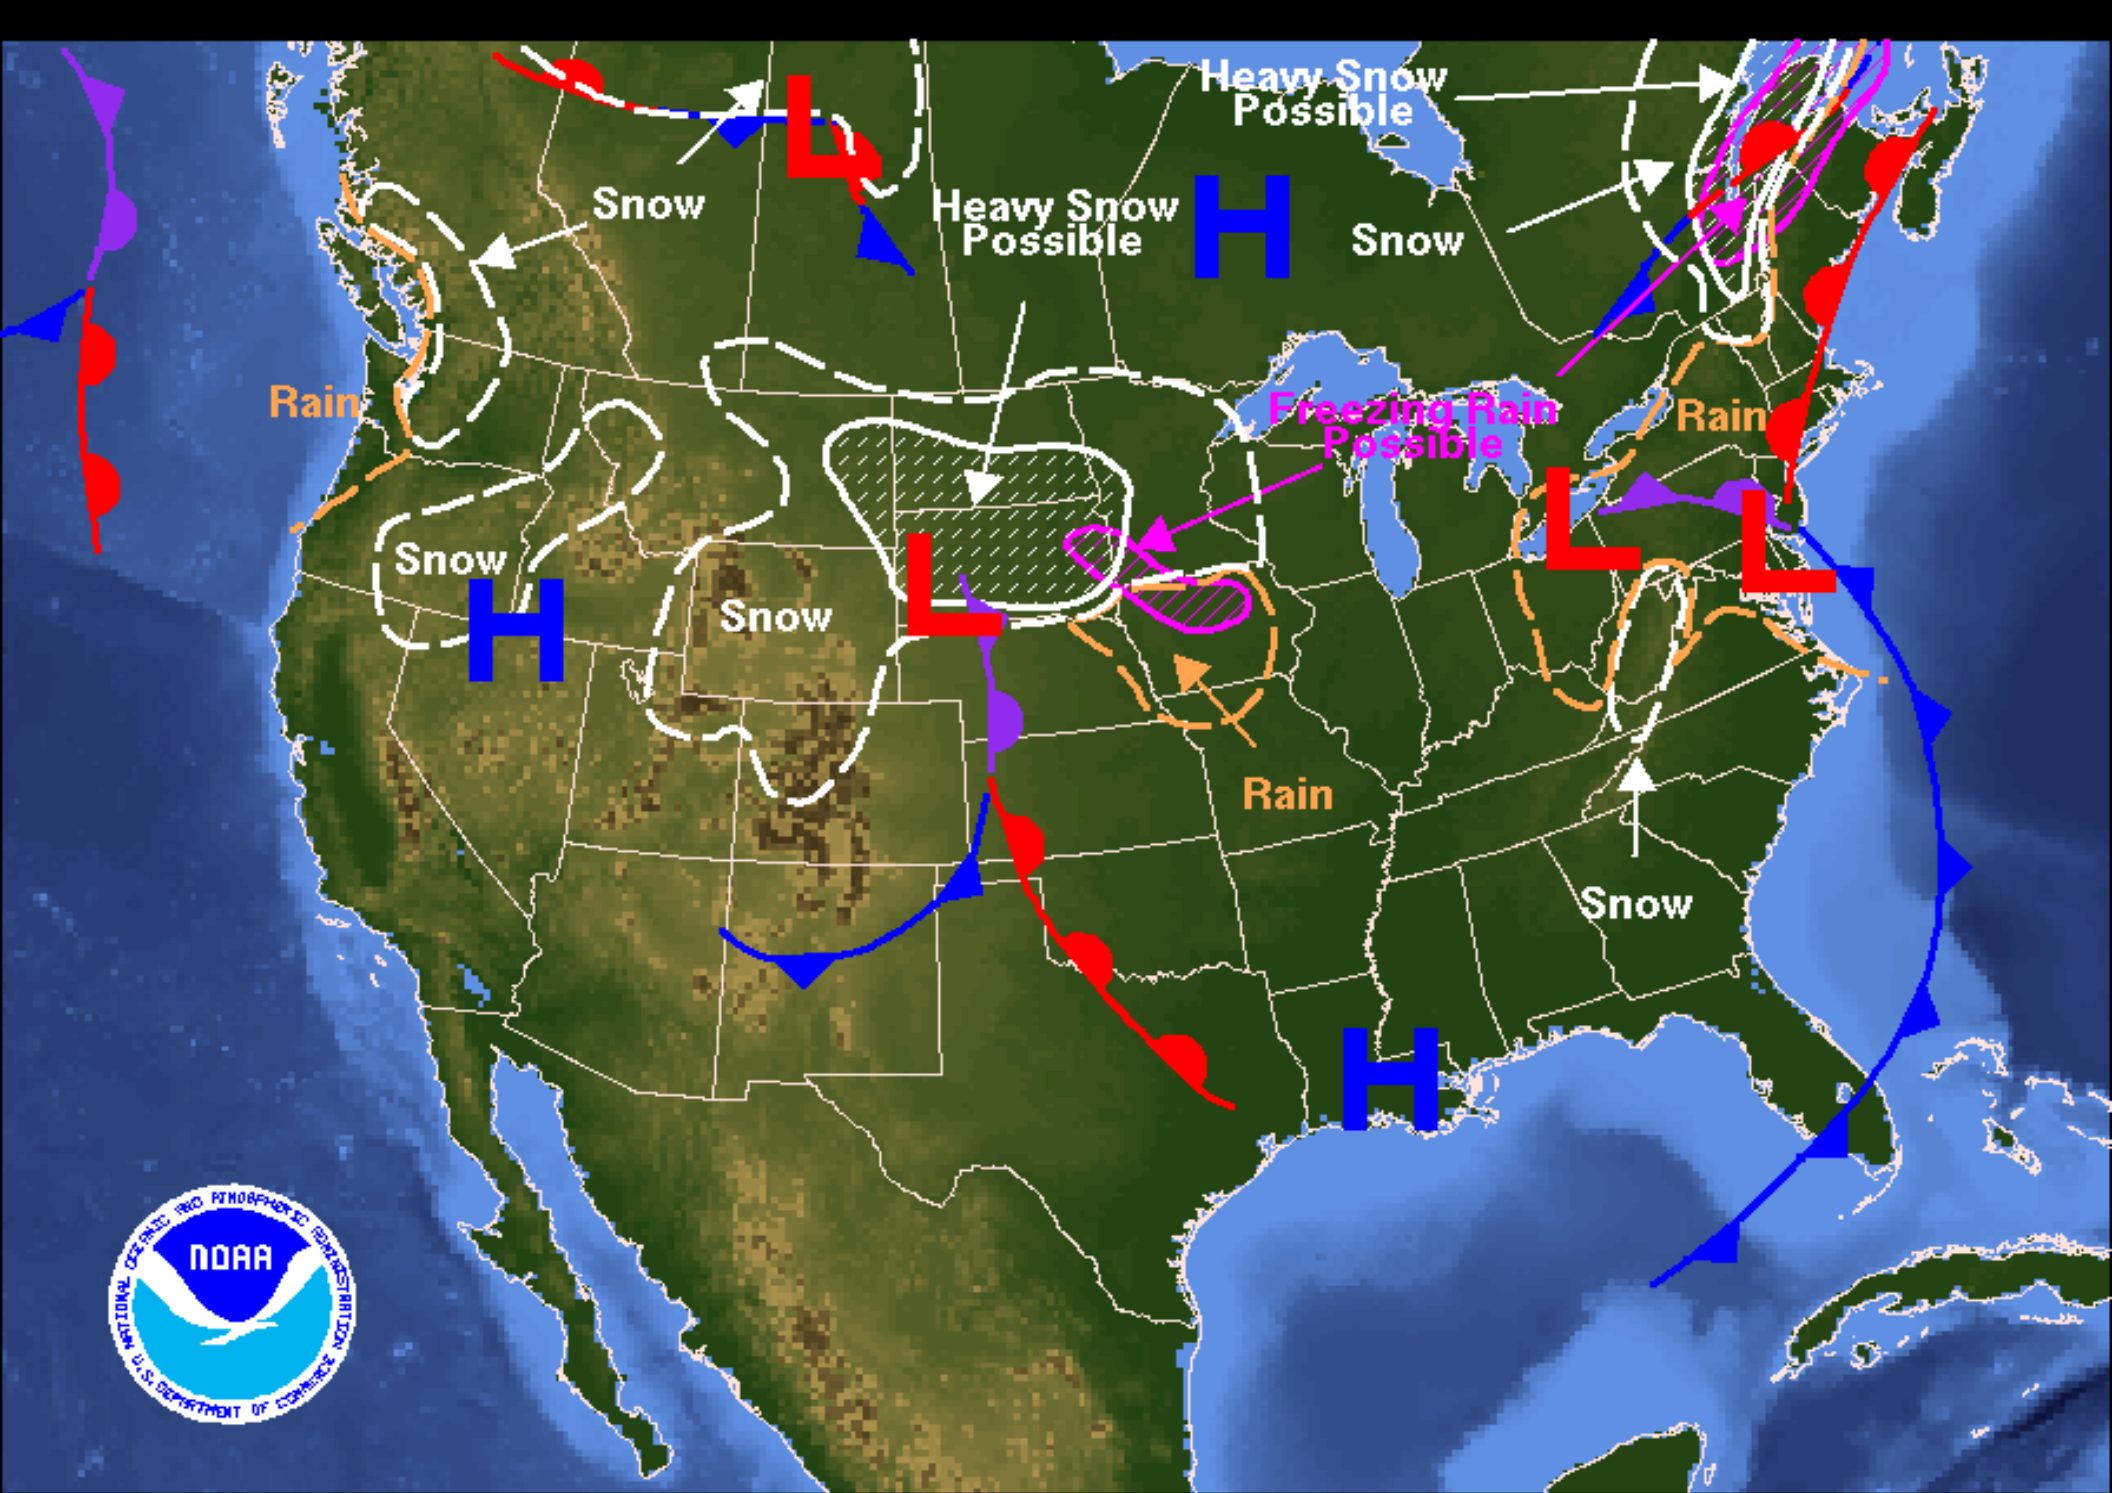 Heavy Snow
Possible
L
Snow
Heavy Snow
Possible
H
Snow
Rain
Freezing Rain
Possible
Rain
Snow
H
L
Snow
L
L
Rain
Snow
H
NOAA
NATIONAL OCEANIC AND ATMOSPHERIC ADMINISTRATION
U.S. DEPARTMENT OF COMMERCE